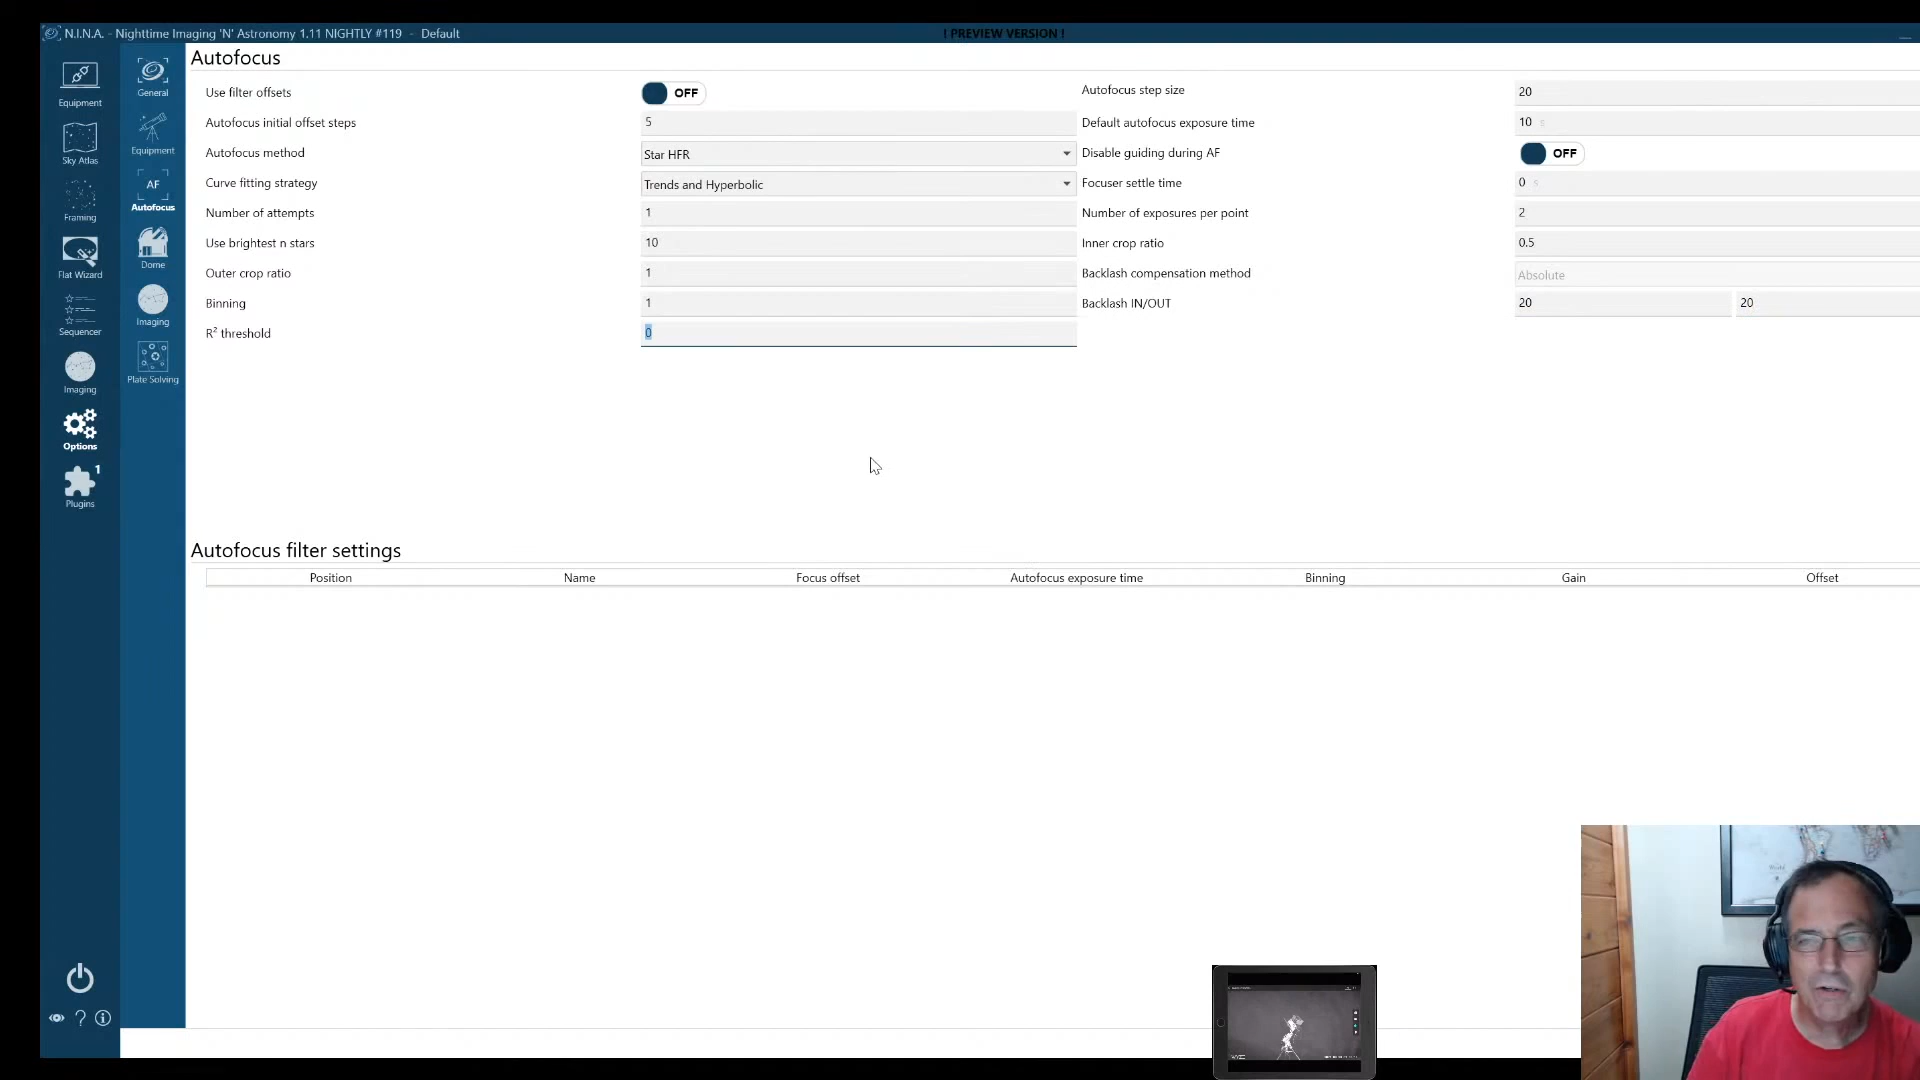 N.I.N.A. - Nighttime Imaging 'N' Astronomy 1.11 NIGHTLY #119 - Default
! PREVIEW VERSION !
Equipment
Sky Atlas
Framing
Flat Wizard
Sequencer
Imaging
Options
1
Plugins
General
Equipment
AF
Autofocus
Dome
Imaging
Plate Solving
Autofocus
Use filter offsets OFF Autofocus step size 20
Autofocus initial offset steps 5 Default autofocus exposure time 10 s
Autofocus method Star HFR Disable guiding during AF OFF
Curve fitting strategy Trends and Hyperbolic Focuser settle time 0 s
Number of attempts 1 Number of exposures per point 2
Use brightest n stars 10 Inner crop ratio 0.5
Outer crop ratio 1 Backlash compensation method Absolute
Binning 1 Backlash IN/OUT 20 20
R² threshold 0
Autofocus filter settings
Position Name Focus offset Autofocus exposure time Binning Gain Offset